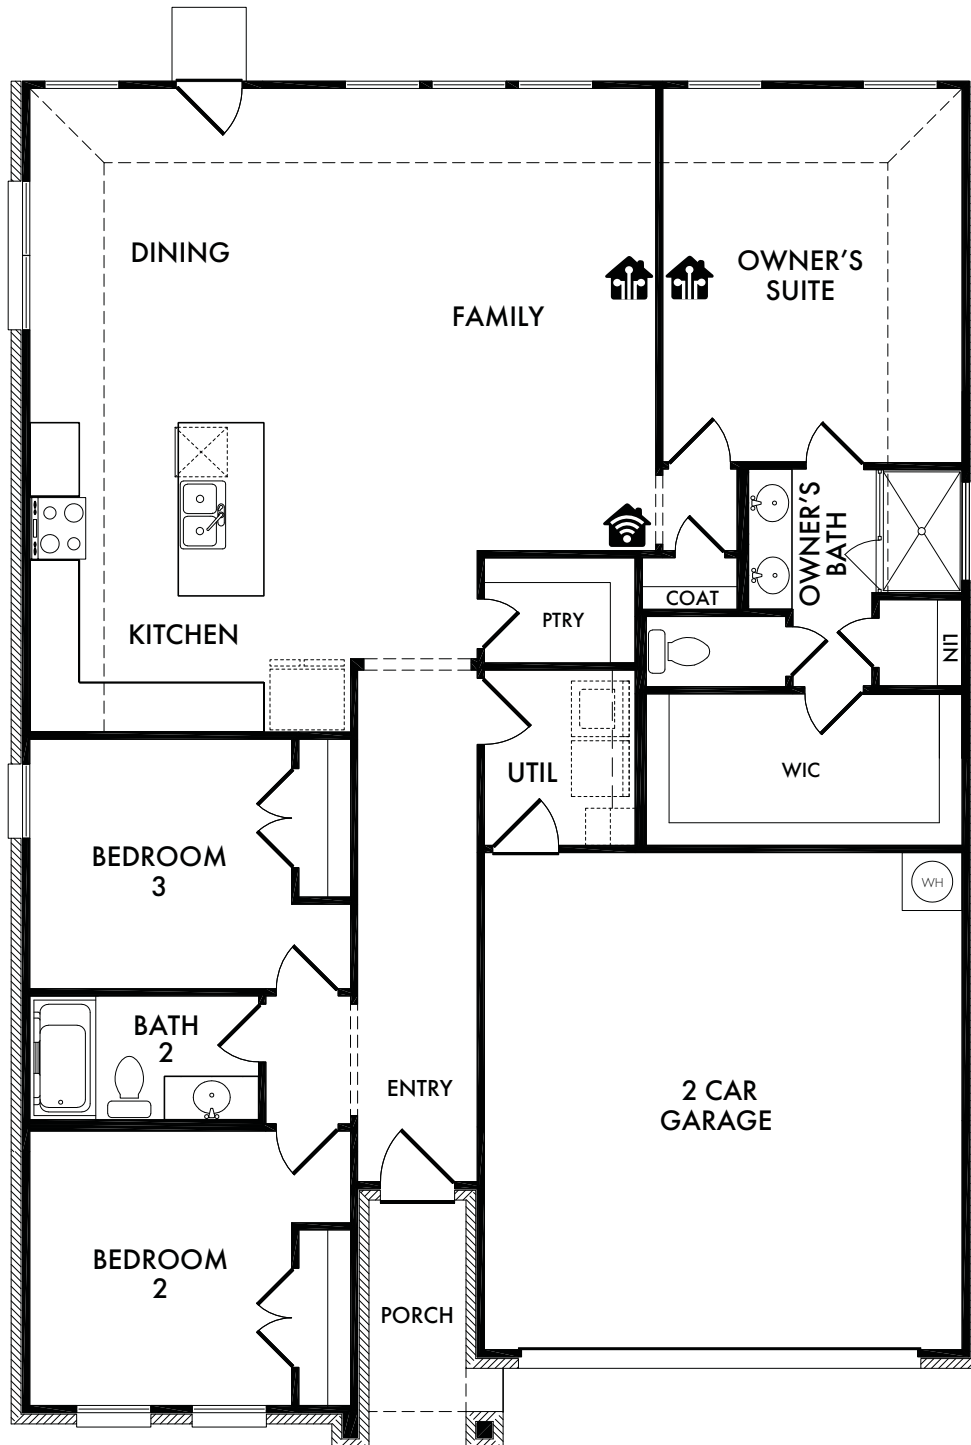 DINING
OWNER'S
SUITE
FAMILY
OWNER'S
BATH
COAT
PTRY
KITCHEN
LIN
UTIL
WIC
BEDROOM
3
WH
BATH
2
ENTRY
2 CAR
GARAGE
BEDROOM
2
PORCH